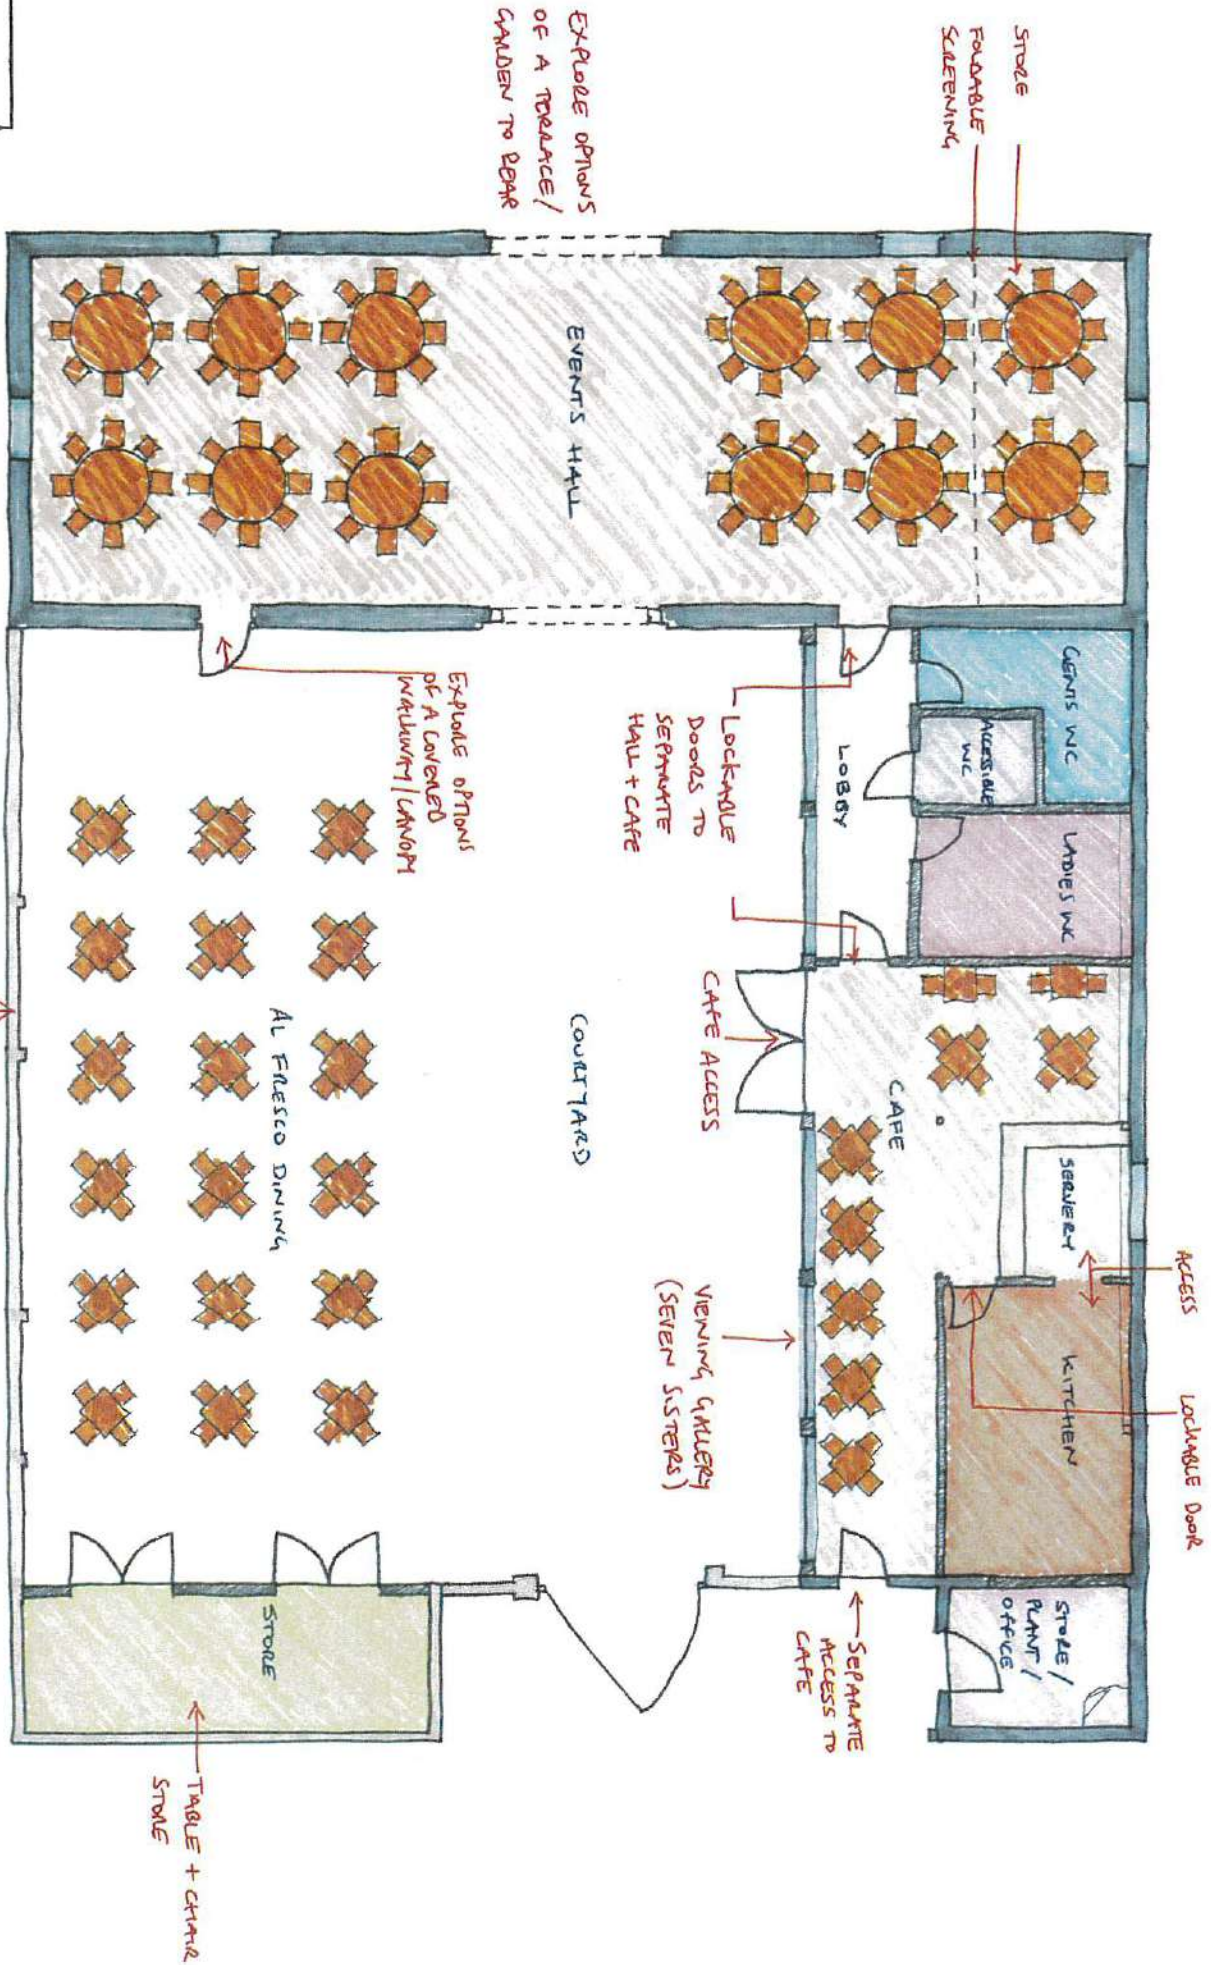 STORE
FOLDABLE
SCREENING
EXPLORE OPTIONS
OF A TERRACE/
GARDEN TO REAR
EVENTS HALL
GENTS WC
ACCESSIBLE
WC
LADIES WC
LOBBY
LOCKABLE
DOORS TO
SEPARATE
HALL + CAFE
EXPLORE OPTIONS
OF A COVERED
WALKWAY/CANOPY
CAFE ACCESS
CAFE
SERVERY
ACCESS
KITCHEN
LOCKABLE DOOR
COURTYARD
AL FRESCO DINING
VIEWING GALLERY
(SEVEN SISTERS)
STORE /
PLANT /
OFFICE
SEPARATE
ACCESS TO
CAFE
STORE
TABLE + CHAIR
STORE